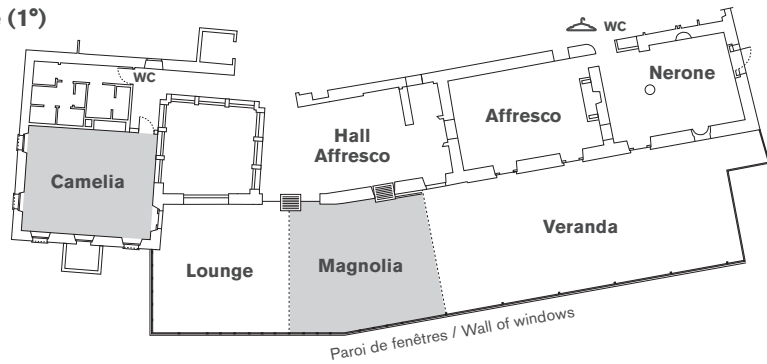 (1°)
WC
WC
Nerone
Affresco
Hall
Affresco
Camelia
Veranda
Lounge
Magnolia
Paroi de fenêtres / Wall of windows